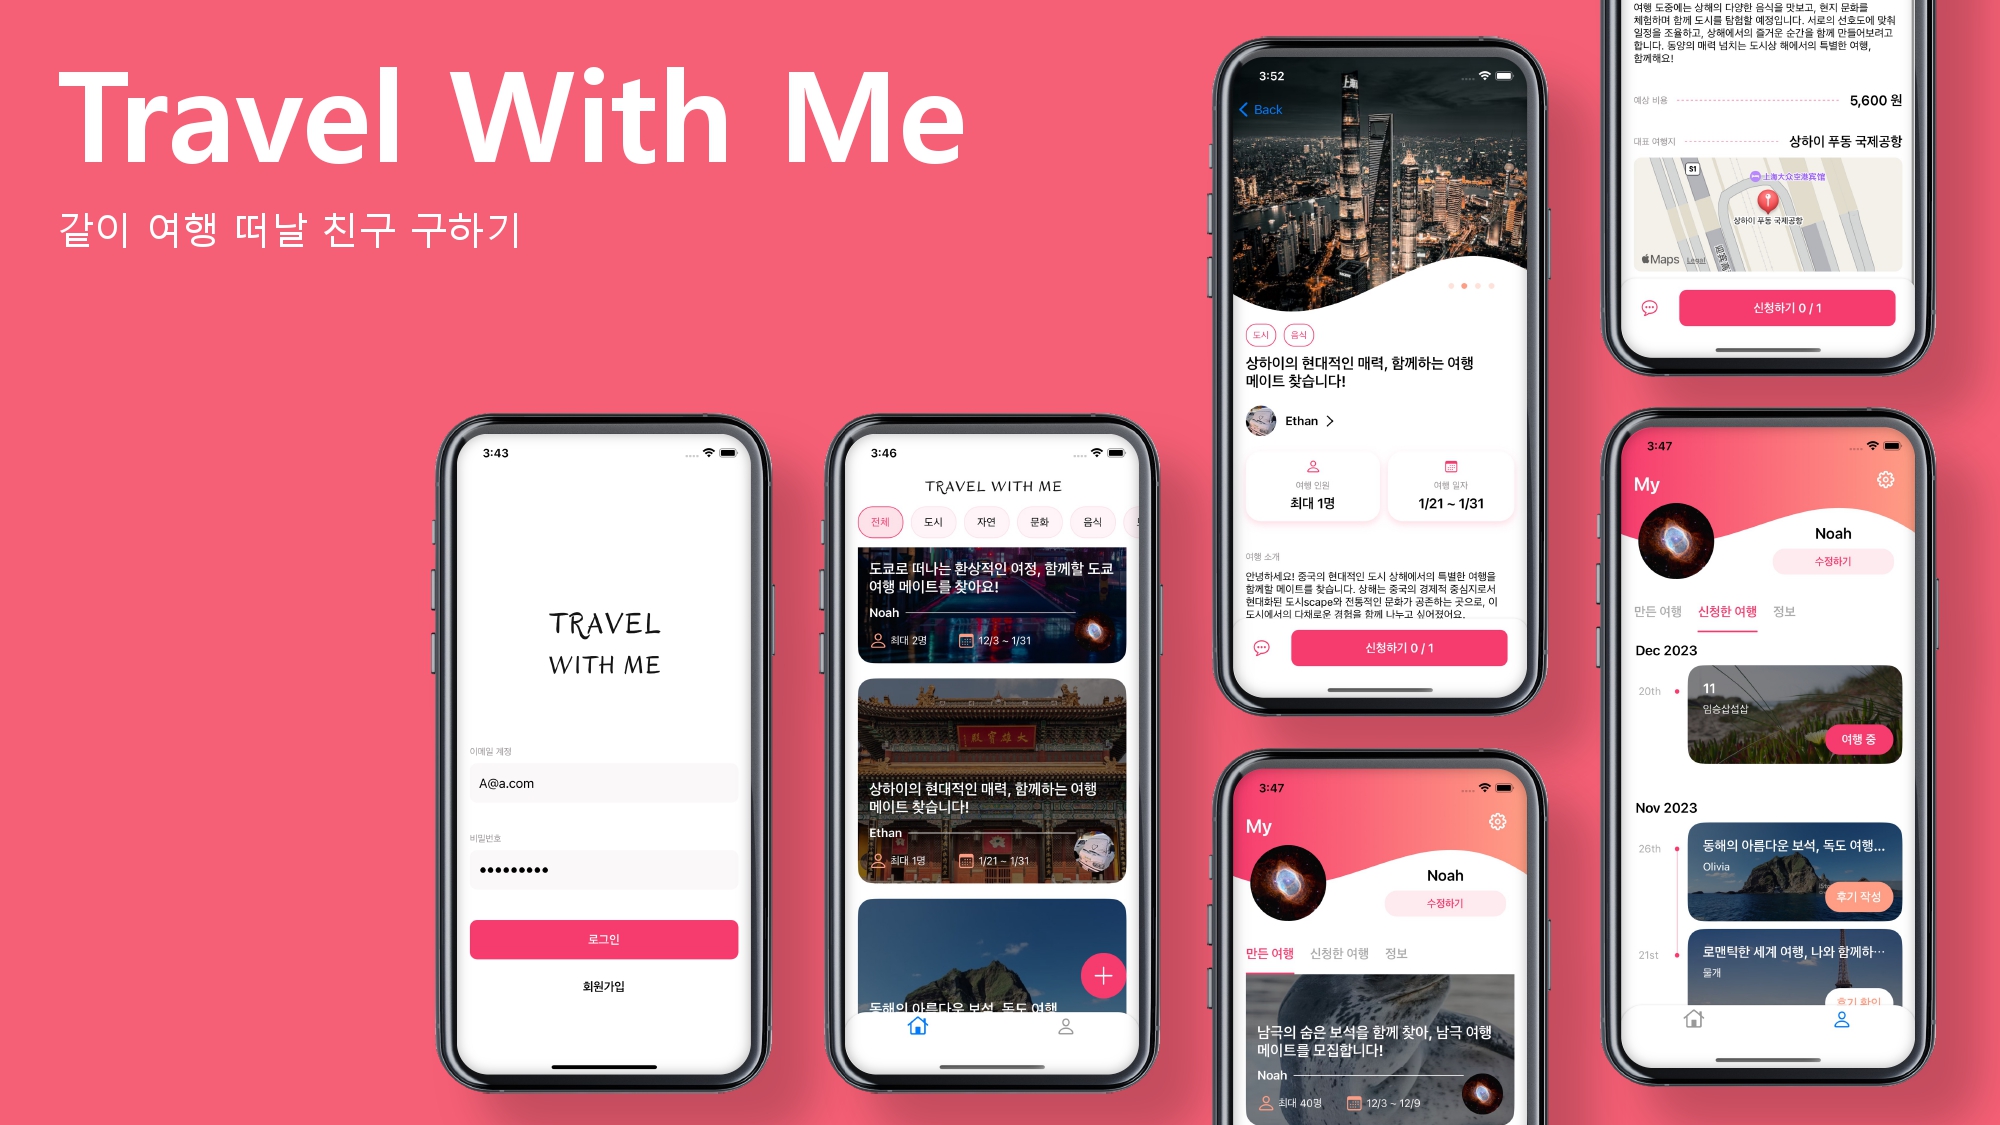 Travel With Me
같이 여행 떠날 친구 구하기
3:43
TRAVEL
WITH ME
이메일 계정
A@a.com
비밀번호
로그인
회원가입
3:46
TRAVEL WITH ME
전체 도시 자연 문화 음식
도쿄로 떠나는 환상적인 여정, 함께할 도쿄
여행 메이트를 찾아요!
Noah
최대 2명 12/3 ~ 1/31
大雄寶殿
상하이의 현대적인 매력, 함께하는 여행
메이트 찾습니다!
Ethan
최대 1명 1/21 ~ 1/31
동해의 아름다운 보석, 독도 여행
3:52
Back
도시 음식
상하이의 현대적인 매력, 함께하는 여행
메이트 찾습니다!
Ethan
여행 인원
최대 1명
여행 일자
1/21 ~ 1/31
여행 소개
안녕하세요! 중국의 현대적인 도시 상해에서의 특별한 여행을
함께할 메이트를 찾습니다. 상해는 중국의 경제적 중심지로서
현대화된 도시scape와 전통적인 문화가 공존하는 곳으로, 이
도시에서의 다채로운 경험을 함께 나누고 싶어졌어요.
신청하기 0 / 1
3:47
My
Noah
수정하기
만든 여행 신청한 여행 정보
남극의 숨은 보석을 함께 찾아, 남극 여행
메이트를 모집합니다!
Noah
최대 40명 12/3 ~ 12/9
여행 도중에는 상해의 다양한 음식을 맛보고, 현지 문화를
체험하며 함께 도시를 탐험할 예정입니다. 서로의 선호도에 맞춰
일정을 조율하고, 상해에서의 즐거운 순간을 함께 만들어보려고
합니다. 동양의 매력 넘치는 도시상 해에서의 특별한 여행,
함께해요!
예상 비용 5,600 원
대표 여행지 상하이 푸동 국제공항
S1
上海大众空港宾馆
상하이 푸동 국제공항
Maps Legal
신청하기 0 / 1
3:47
My
Noah
수정하기
만든 여행 신청한 여행 정보
Dec 2023
20th
11
임승섭섭삽
여행 중
Nov 2023
26th
동해의 아름다운 보석, 독도 여행...
Olivia
후기 작성
21st
로맨틱한 세계 여행, 나와 함께하...
물개
후기 확인